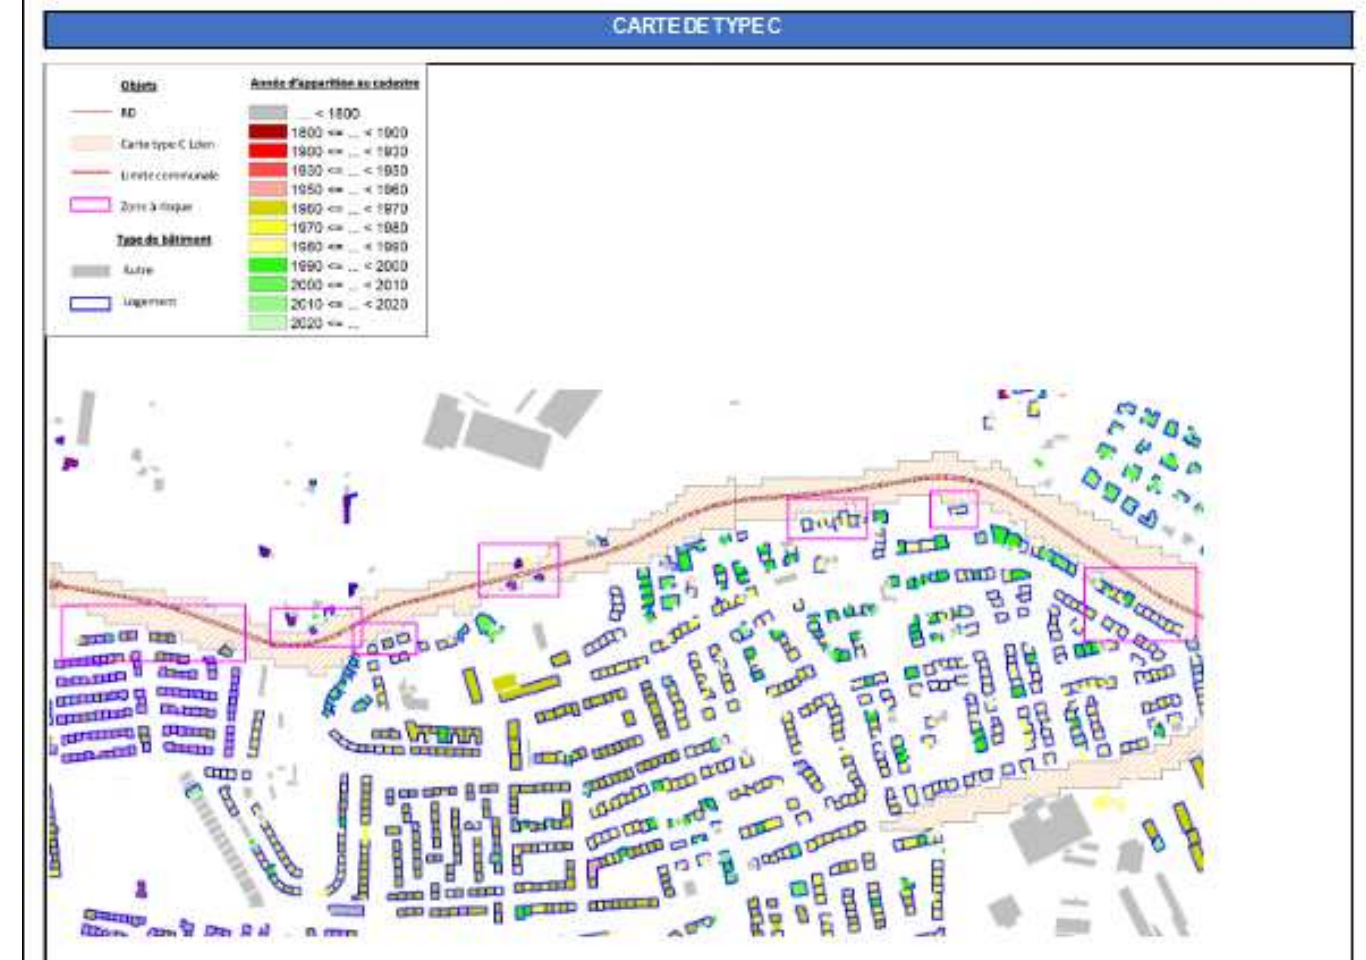 CARTE DE TYPE C
Objets
RD
Carte type C Lden
Limite communale
Zone à risque
Type de bâtiment
Autre
Logement
Année d'apparition au cadastre
... < 1800
1800 <= ... < 1900
1900 <= ... < 1930
1930 <= ... < 1950
1950 <= ... < 1960
1960 <= ... < 1970
1970 <= ... < 1980
1980 <= ... < 1990
1990 <= ... < 2000
2000 <= ... < 2010
2010 <= ... < 2020
2020 <= ...